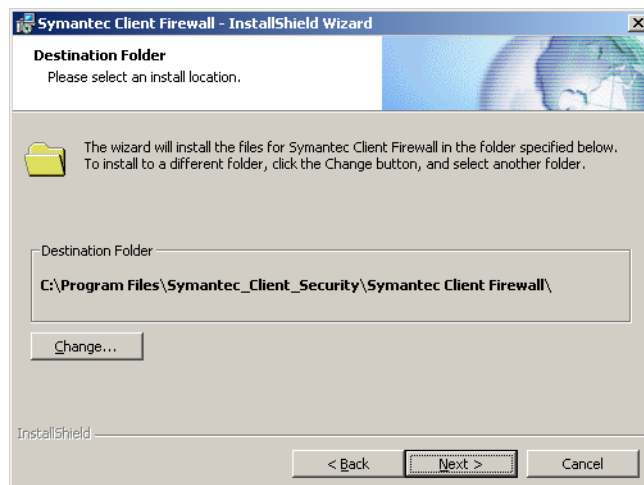 Symantec Client Firewall - InstallShield Wizard
Destination Folder
Please select an install location.
The wizard will install the files for Symantec Client Firewall in the folder specified below.
To install to a different folder, click the Change button, and select another folder.
Destination Folder
C:\Program Files\Symantec_Client_Security\Symantec Client Firewall\
Change...
InstallShield
< Back
Next >
Cancel